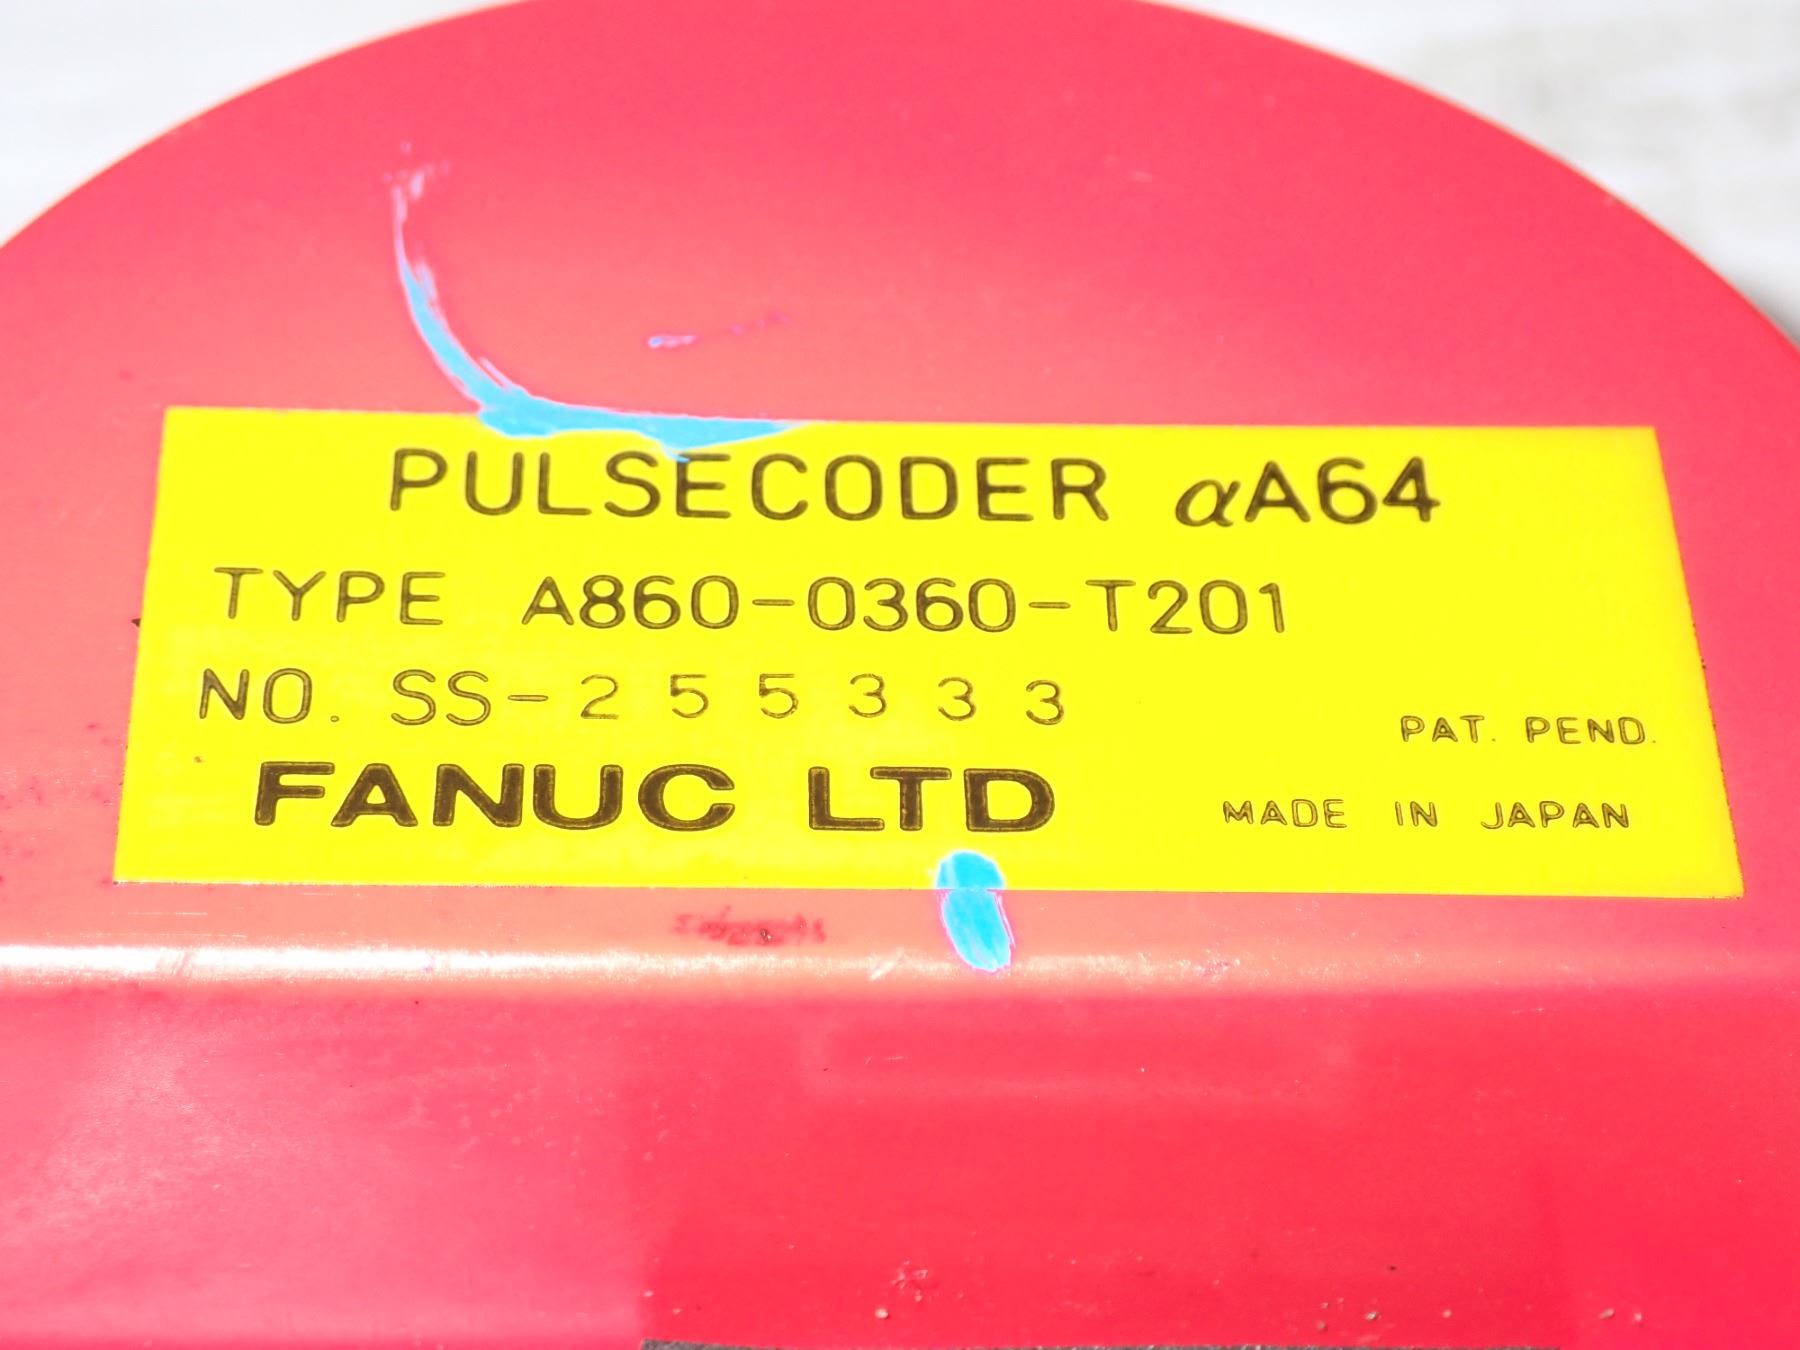 PULSECODER αA64
TYPE A860-0360-T201
NO. SS-255333
PAT. PEND.
FANUC LTD
MADE IN JAPAN